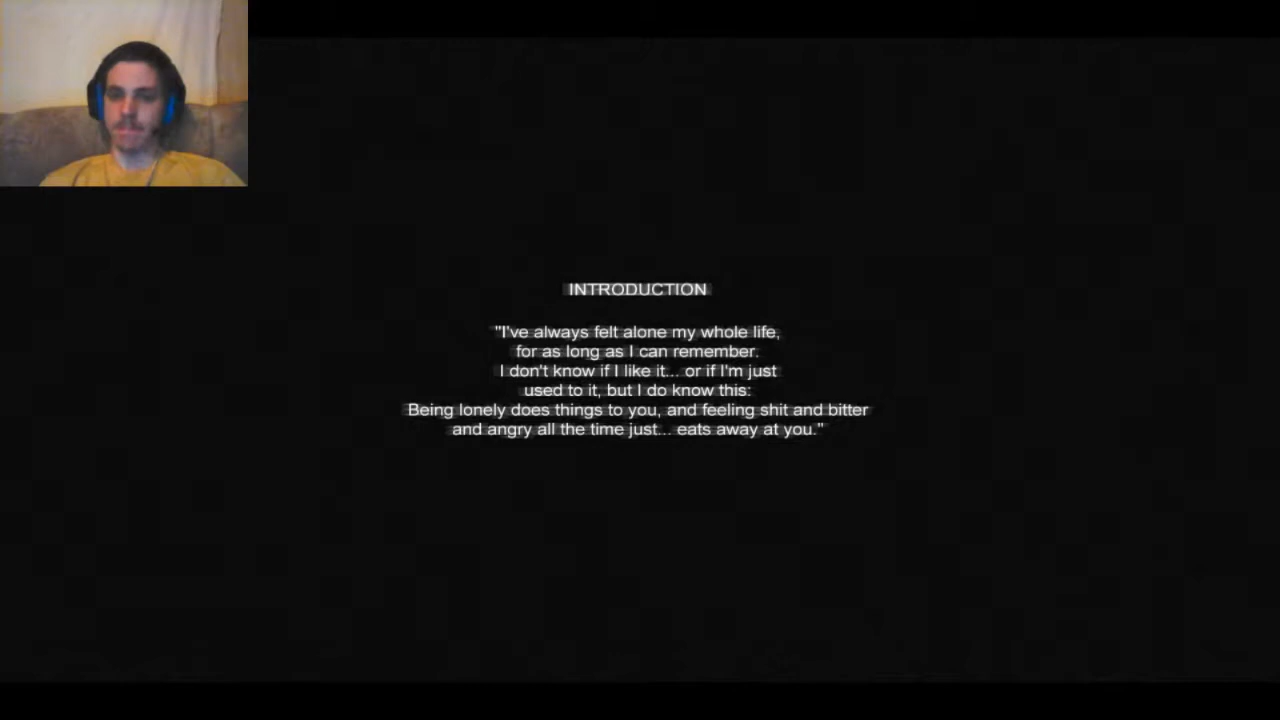 INTRODUCTION
"I've always felt alone my whole life,
for as long as I can remember.
I don't know if I like it... or if I'm just
used to it, but I do know this:
Being lonely does things to you, and feeling shit and bitter
and angry all the time just... eats away at you."